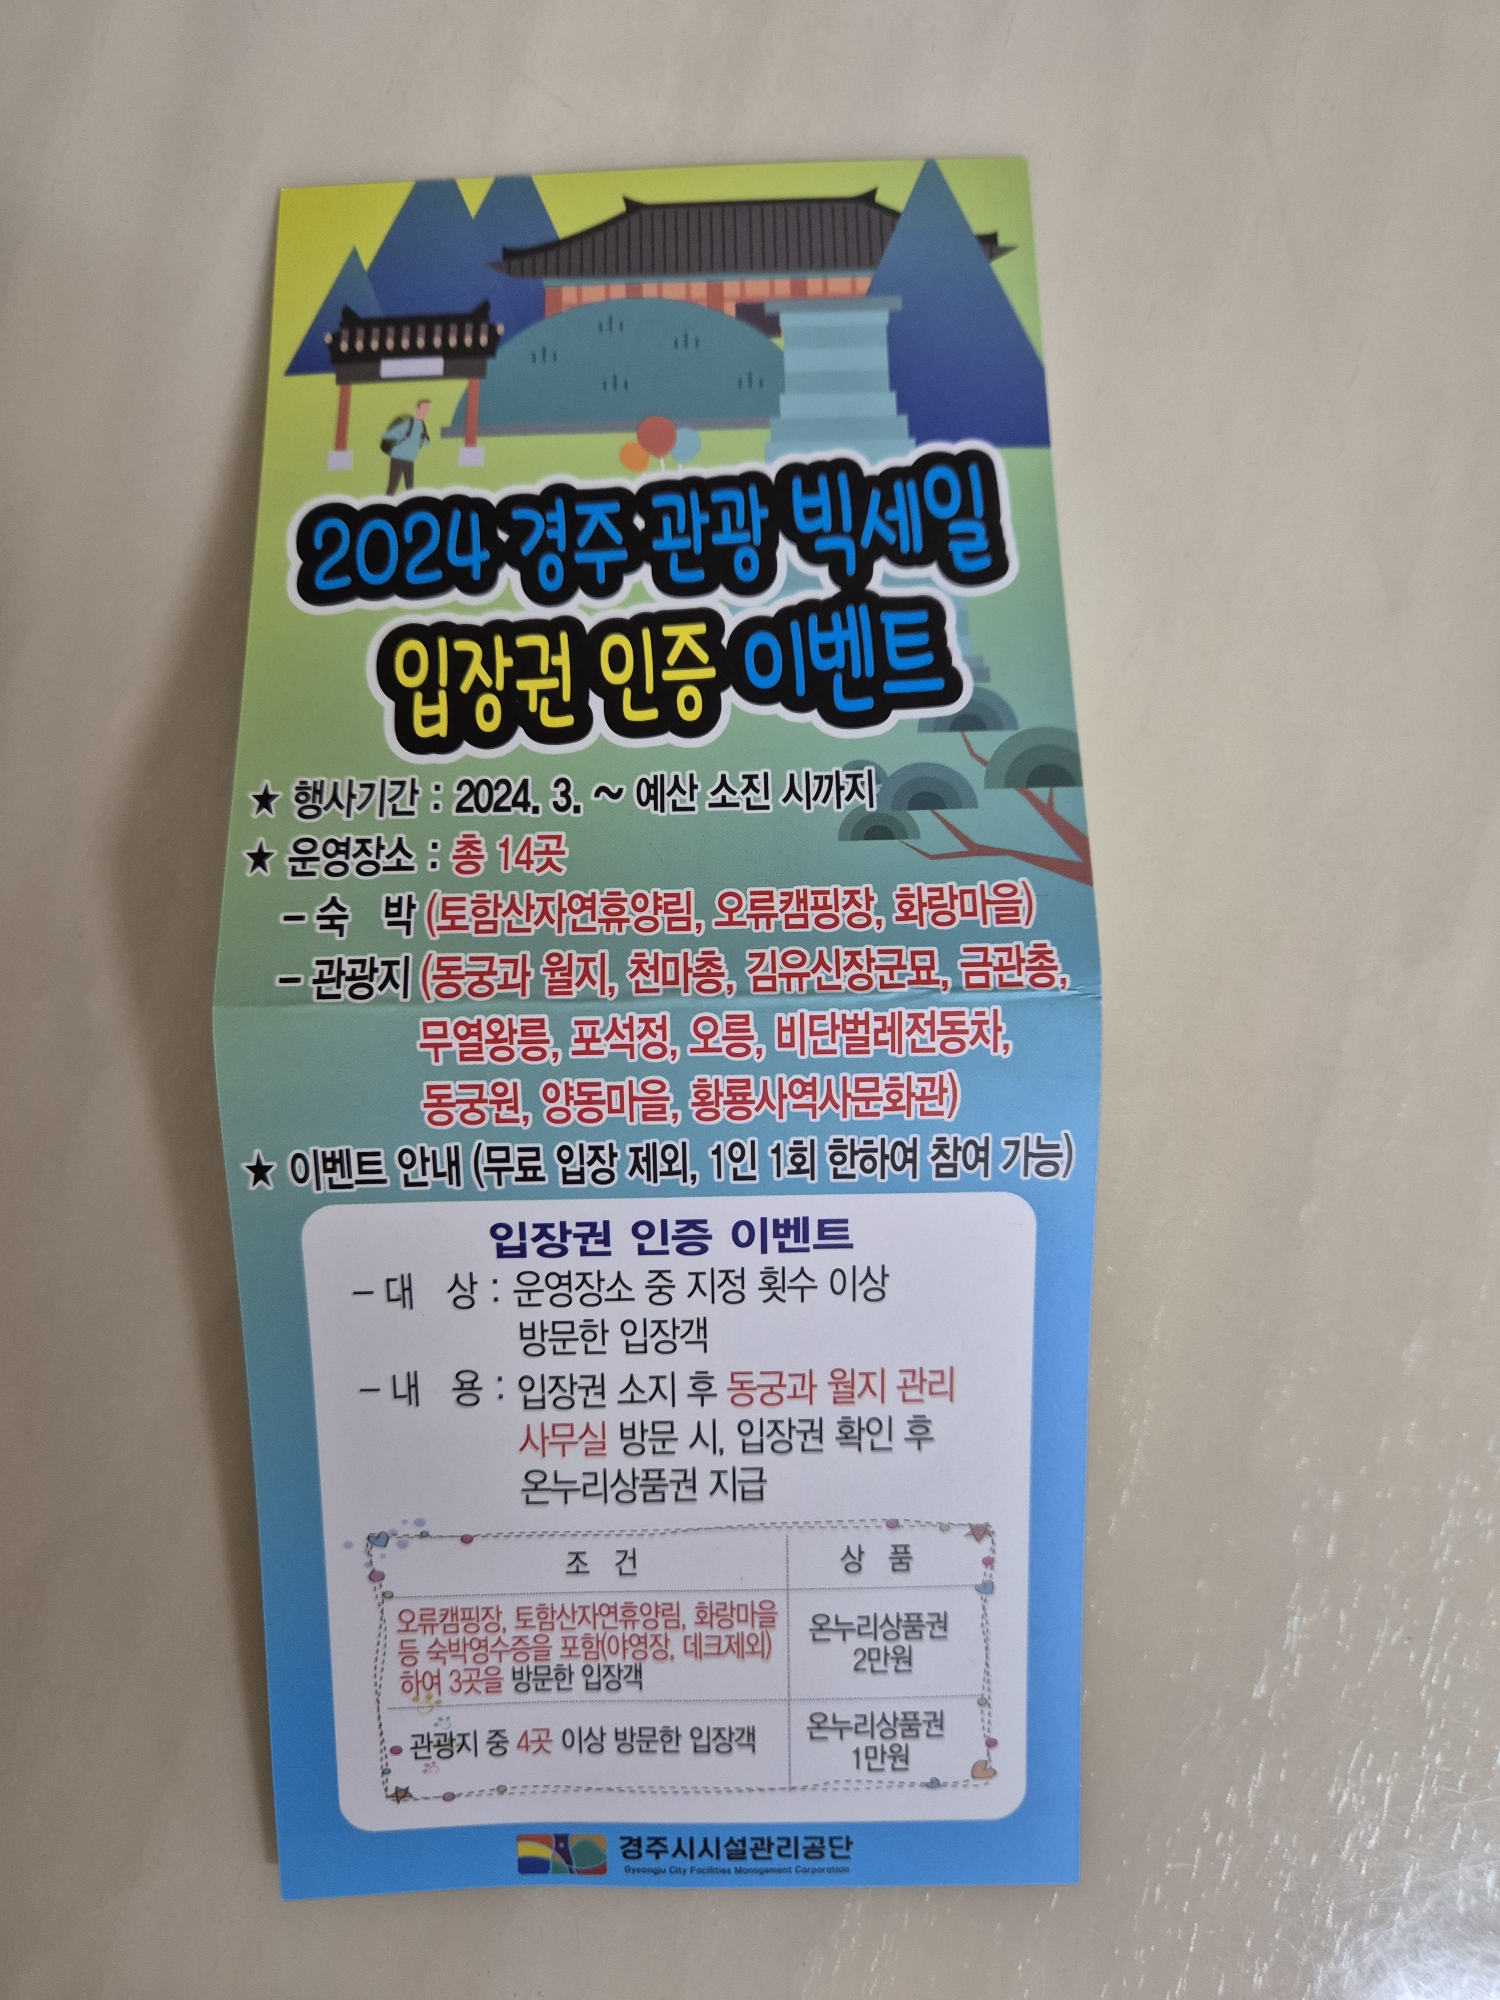 2024 경주 관광 빅세일
입장권 인증 이벤트
★ 행사기간 : 2024. 3. ~ 예산 소진 시까지
★ 운영장소 : 총 14곳
- 숙 박 (토함산자연휴양림, 오류캠핑장, 화랑마을)
- 관광지 (동궁과 월지, 천마총, 김유신장군묘, 금관총,
무열왕릉, 포석정, 오릉, 비단벌레전동차,
동궁원, 양동마을, 황룡사역사문화관)
★ 이벤트 안내 (무료 입장 제외, 1인 1회 한하여 참여 가능)
입장권 인증 이벤트
- 대 상 : 운영장소 중 지정 횟수 이상
방문한 입장객
- 내 용 : 입장권 소지 후 동궁과 월지 관리
사무실 방문 시, 입장권 확인 후
온누리상품권 지급
조 건 상 품
오류캠핑장, 토함산자연휴양림, 화랑마을
등 숙박영수증을 포함(야영장, 데크제외)
하여 3곳을 방문한 입장객
온누리상품권
2만원
관광지 중 4곳 이상 방문한 입장객
온누리상품권
1만원
경주시시설관리공단
Gyeongju City Facilities Management Corporation